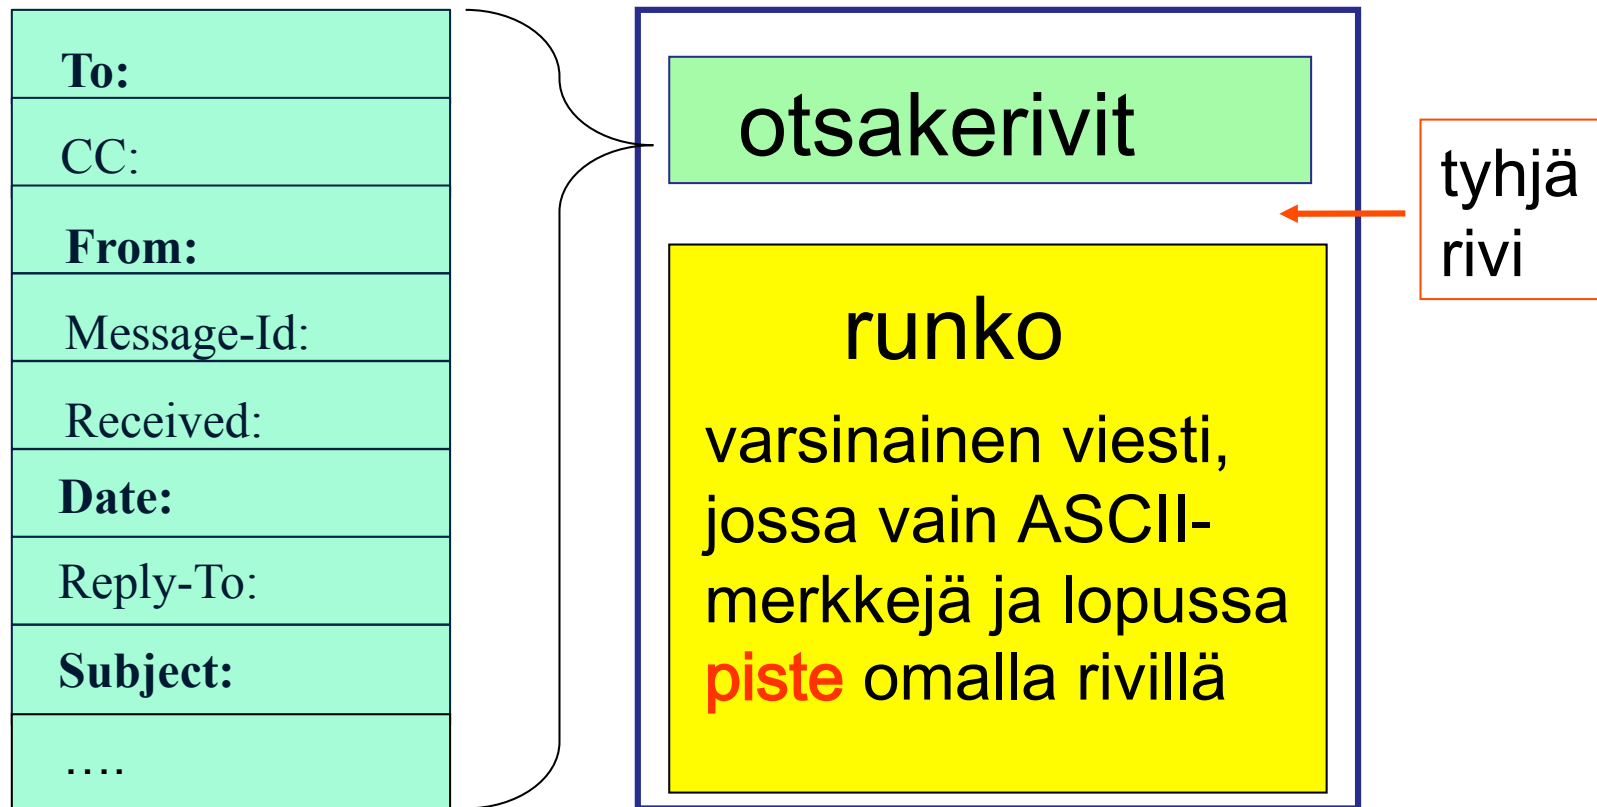 To:
CC:
From:
Message-Id:
Received:
Date:
Reply-To:
Subject:
....
otsakerivit
tyhjä
rivi
runko
varsinainen viesti,
jossa vain ASCII-
merkkejä ja lopussa
piste omalla rivillä